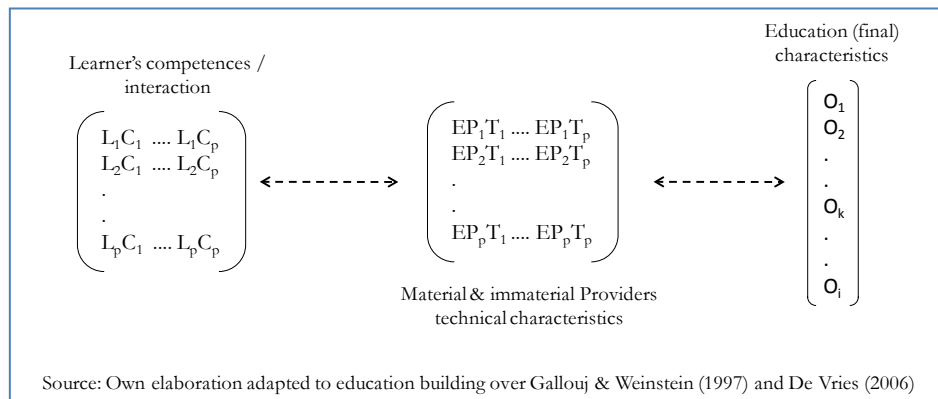 Learner's competences /
interaction
L₁C₁ .... L₁Cₚ
L₂C₁ .... L₂Cₚ
.
.
LₚC₁ .... LₚCₚ
EP₁T₁ .... EP₁Tₚ
EP₂T₁ .... EP₂Tₚ
.
.
EPₚT₁ .... EPₚTₚ
Material & immaterial Providers
technical characteristics
Education (final)
characteristics
O₁
O₂
.
.
Oₖ
.
.
Oᵢ
Source: Own elaboration adapted to education building over Gallouj & Weinstein (1997) and De Vries (2006)